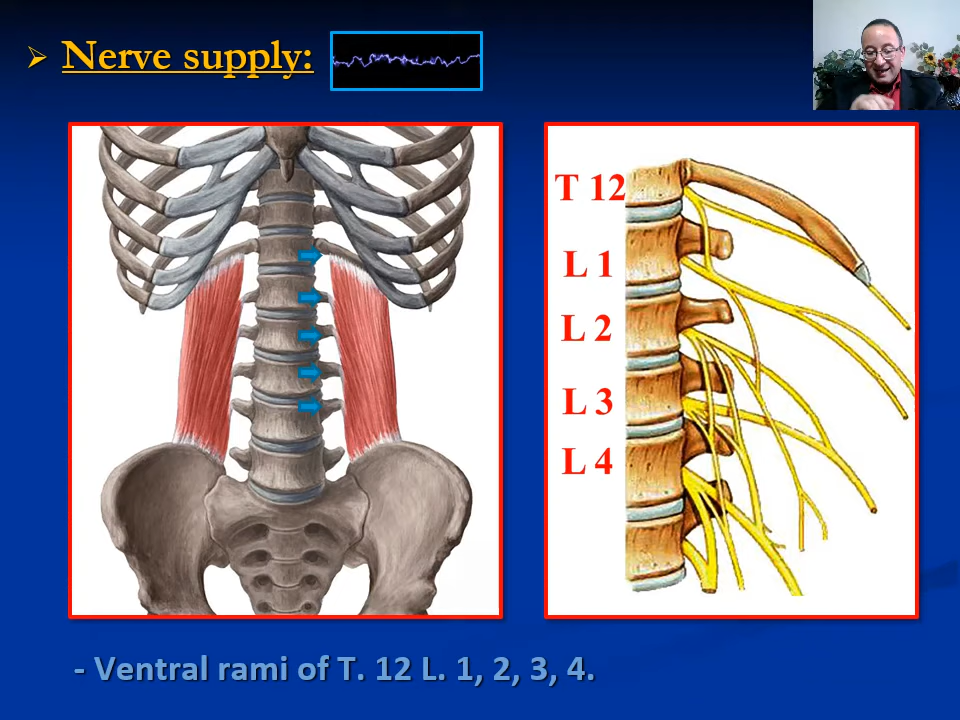 Nerve supply:
T 12
L 1
L 2
L 3
L 4
- Ventral rami of T. 12 L. 1, 2, 3, 4.